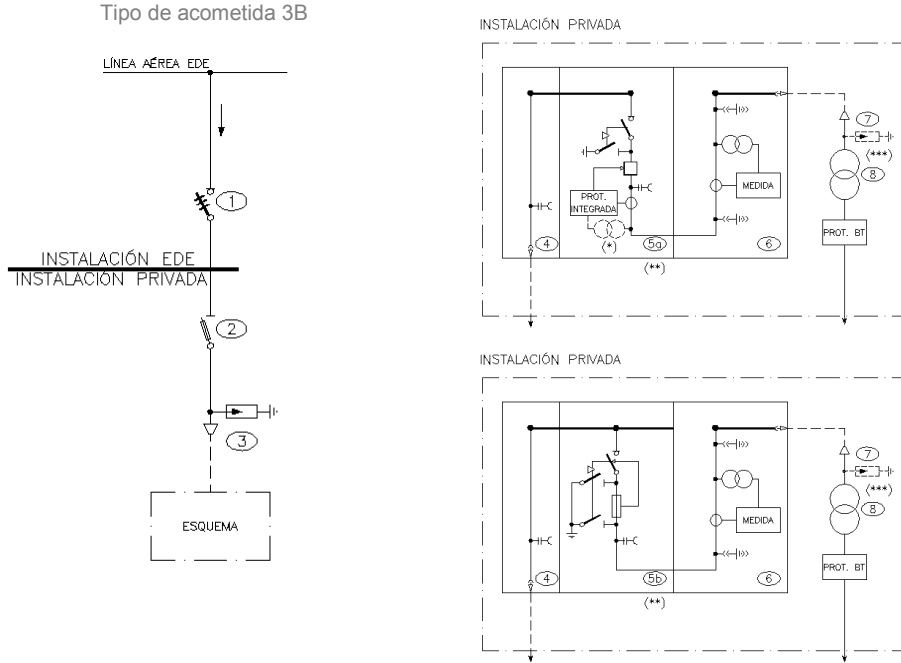 Tipo de acometida 3B
LÍNEA AÉREA EDE
1
INSTALACIÓN EDE
INSTALACIÓN PRIVADA
2
3
ESQUEMA
INSTALACIÓN PRIVADA
PROT.
INTEGRADA
(*)
MEDIDA
4
5a
6
(**)
7
(***)
8
PROT. BT
INSTALACIÓN PRIVADA
MEDIDA
4
5b
6
(**)
7
(***)
8
PROT. BT